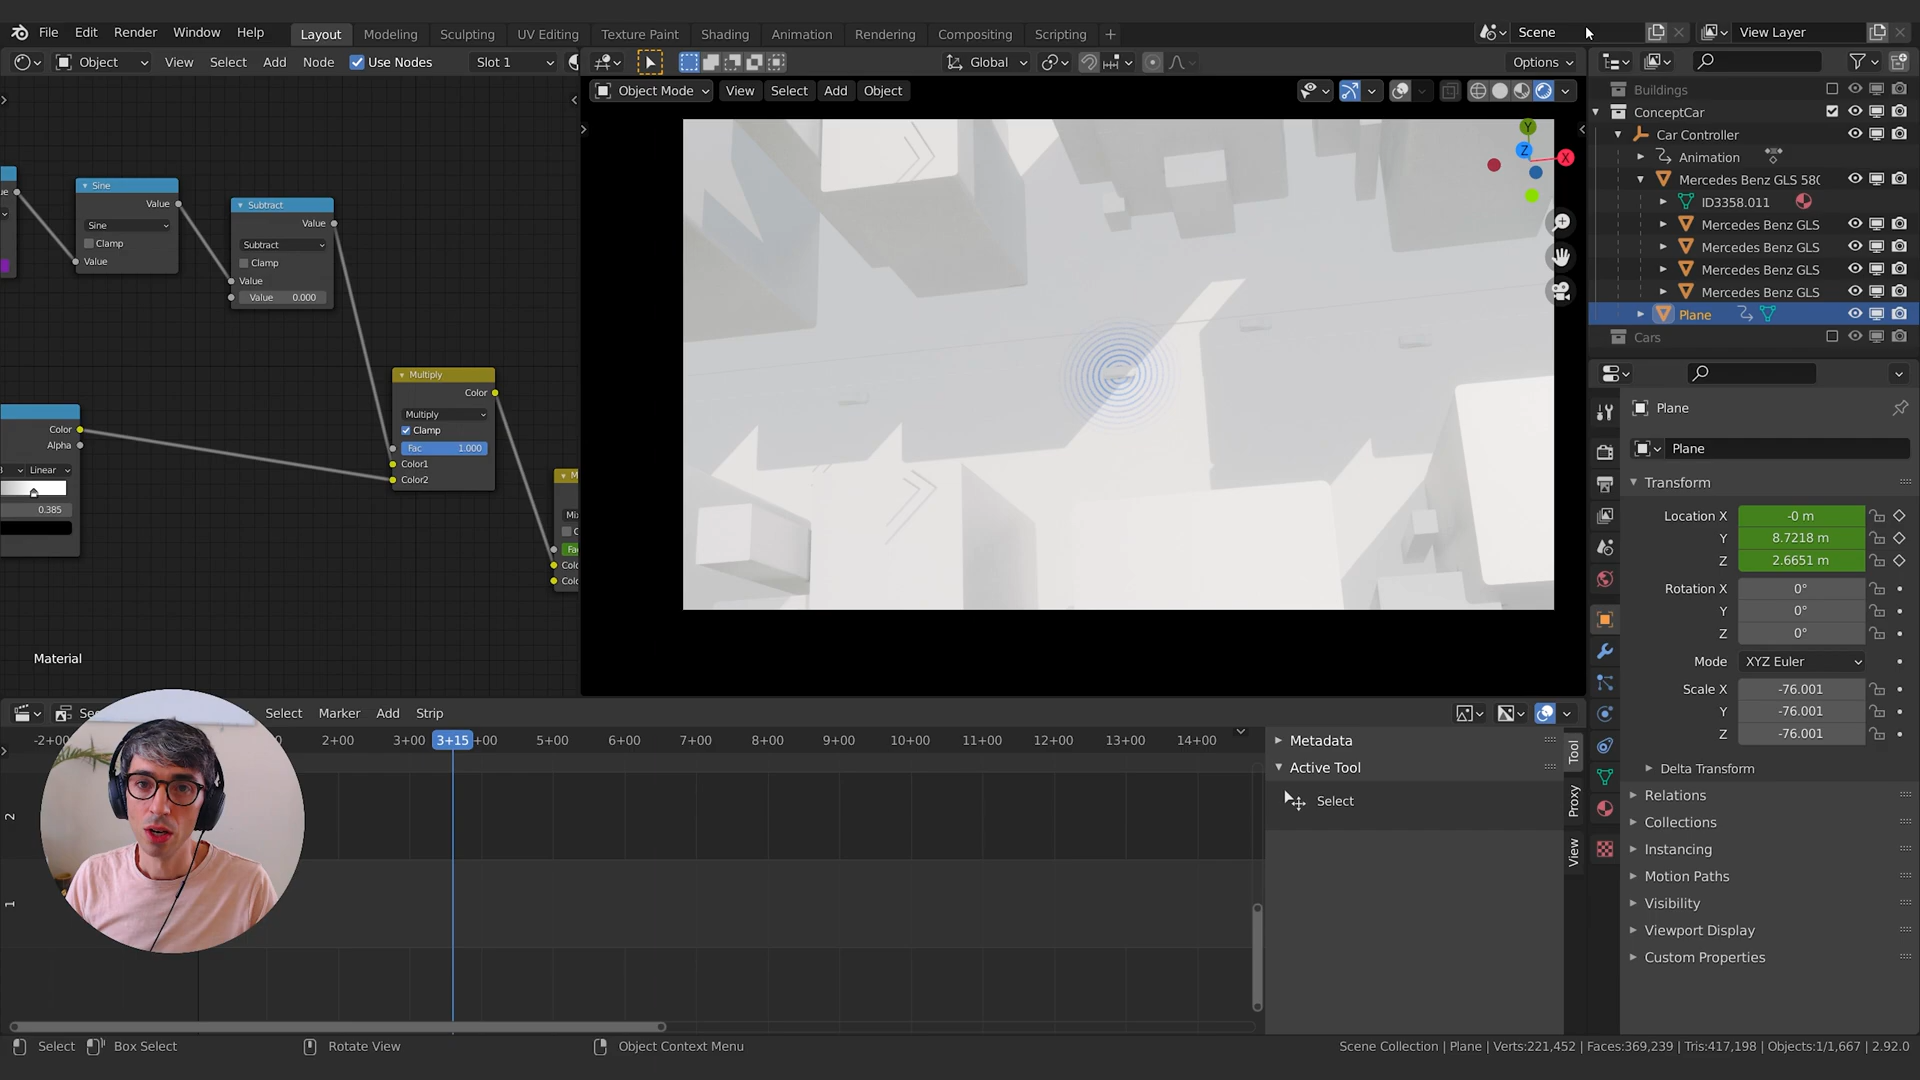 File Edit Render Window Help Layout Modeling Sculpting UV Editing Texture Paint Shading Animation Rendering Compositing Scripting + Scene View Layer
Object View Select Add Node Use Nodes Slot 1 Global Options
Object Mode View Select Add Object
Buildings
ConceptCar
Car Controller
Animation
Mercedes Benz GLS 580
ID3358.011
Mercedes Benz GLS
Mercedes Benz GLS
Mercedes Benz GLS
Mercedes Benz GLS
Plane
Cars
Y
Z
X
Sine
Value
Sine
Clamp
Value
Subtract
Value
Subtract
Clamp
Value
Value 0.000
Multiply
Color
Multiply
Clamp
Fac 1.000
Color1
Color2
Color
Alpha
Linear
0.385
Material
Plane
Plane
Transform
Location X -0 m
Y 8.7218 m
Z 2.6651 m
Rotation X 0°
Y 0°
Z 0°
Mode XYZ Euler
Scale X -76.001
Y -76.001
Z -76.001
Delta Transform
Relations
Collections
Instancing
Motion Paths
Visibility
Viewport Display
Custom Properties
Select Marker Add Strip
-2+00 2+00 3+00 3+15 +00 5+00 6+00 7+00 8+00 9+00 10+00 11+00 12+00 13+00 14+00
2
1
Metadata
Active Tool
Select
Tool
Proxy
View
Select Box Select Rotate View Object Context Menu
Scene Collection | Plane | Verts:221,452 | Faces:369,239 | Tris:417,198 | Objects:1/1,667 | 2.92.0